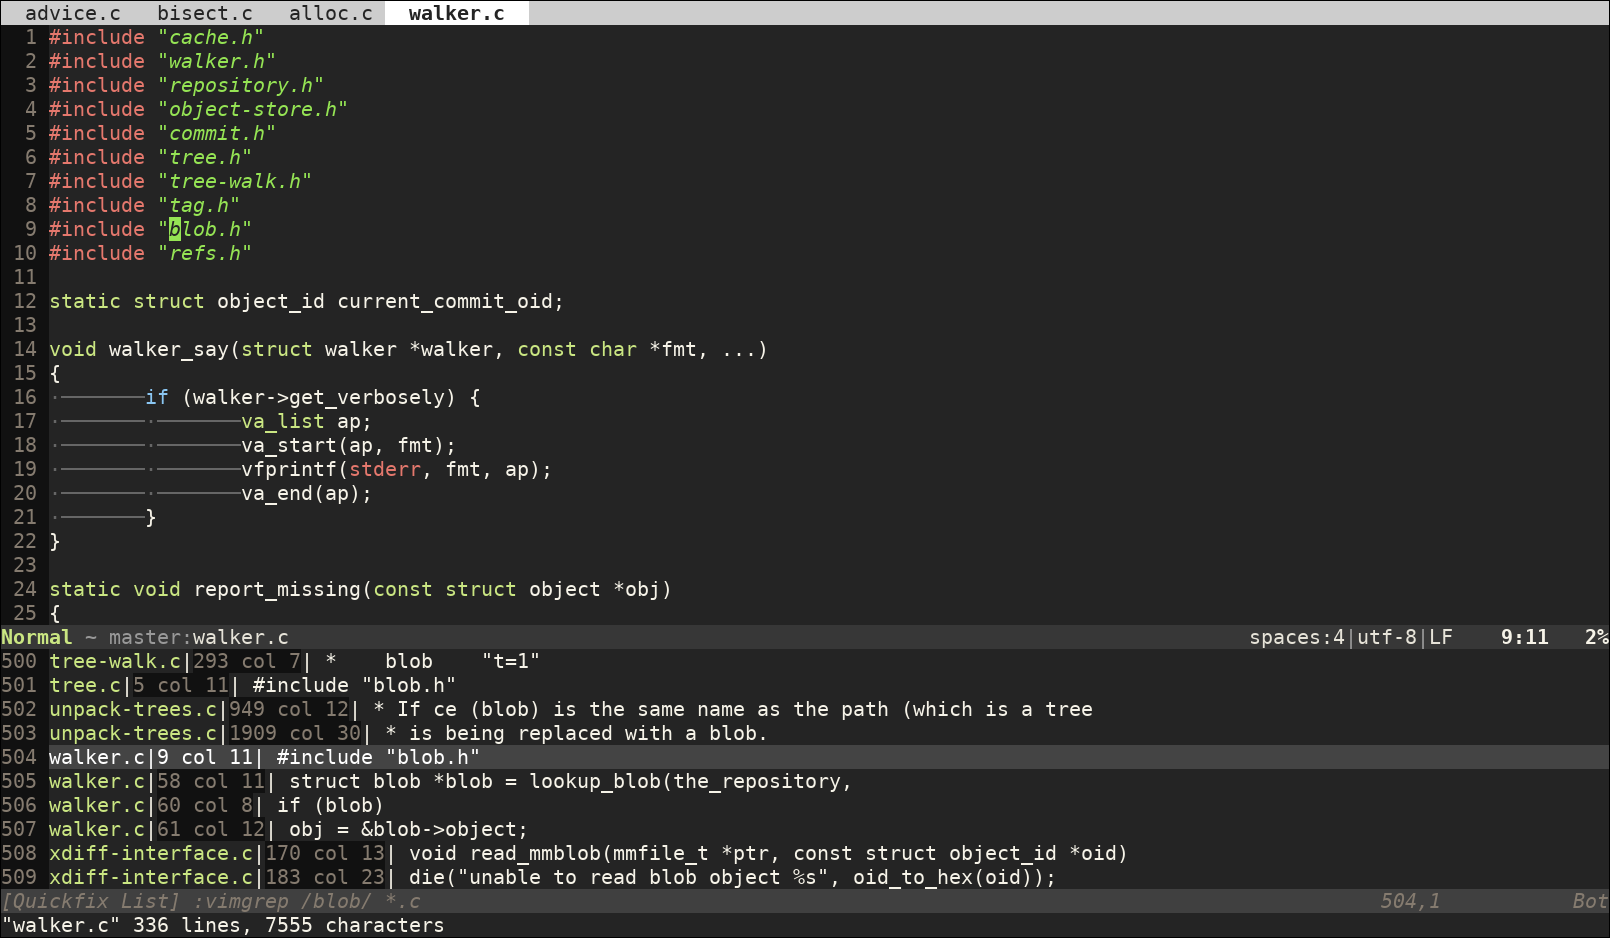 advice.c   bisect.c   alloc.c   walker.c
1 #include "cache.h"
2 #include "walker.h"
3 #include "repository.h"
4 #include "object-store.h"
5 #include "commit.h"
6 #include "tree.h"
7 #include "tree-walk.h"
8 #include "tag.h"
9 #include "blob.h"
10 #include "refs.h"
11
12 static struct object_id current_commit_oid;
13
14 void walker_say(struct walker *walker, const char *fmt, ...)
15 {
16 ·───────if (walker->get_verbosely) {
17 ·───────·───────va_list ap;
18 ·───────·───────va_start(ap, fmt);
19 ·───────·───────vfprintf(stderr, fmt, ap);
20 ·───────·───────va_end(ap);
21 ·───────}
22 }
23
24 static void report_missing(const struct object *obj)
25 {
Normal ~ master:walker.c   spaces:4|utf-8|LF    9:11   2%
500 tree-walk.c|293 col 7| *    blob    "t=1"
501 tree.c|5 col 11| #include "blob.h"
502 unpack-trees.c|949 col 12| * If ce (blob) is the same name as the path (which is a tree
503 unpack-trees.c|1909 col 30| * is being replaced with a blob.
504 walker.c|9 col 11| #include "blob.h"
505 walker.c|58 col 11| struct blob *blob = lookup_blob(the_repository,
506 walker.c|60 col 8| if (blob)
507 walker.c|61 col 12| obj = &blob->object;
508 xdiff-interface.c|170 col 13| void read_mmblob(mmfile_t *ptr, const struct object_id *oid)
509 xdiff-interface.c|183 col 23| die("unable to read blob object %s", oid_to_hex(oid));
[Quickfix List] :vimgrep /blob/ *.c   504,1   Bot
"walker.c" 336 lines, 7555 characters